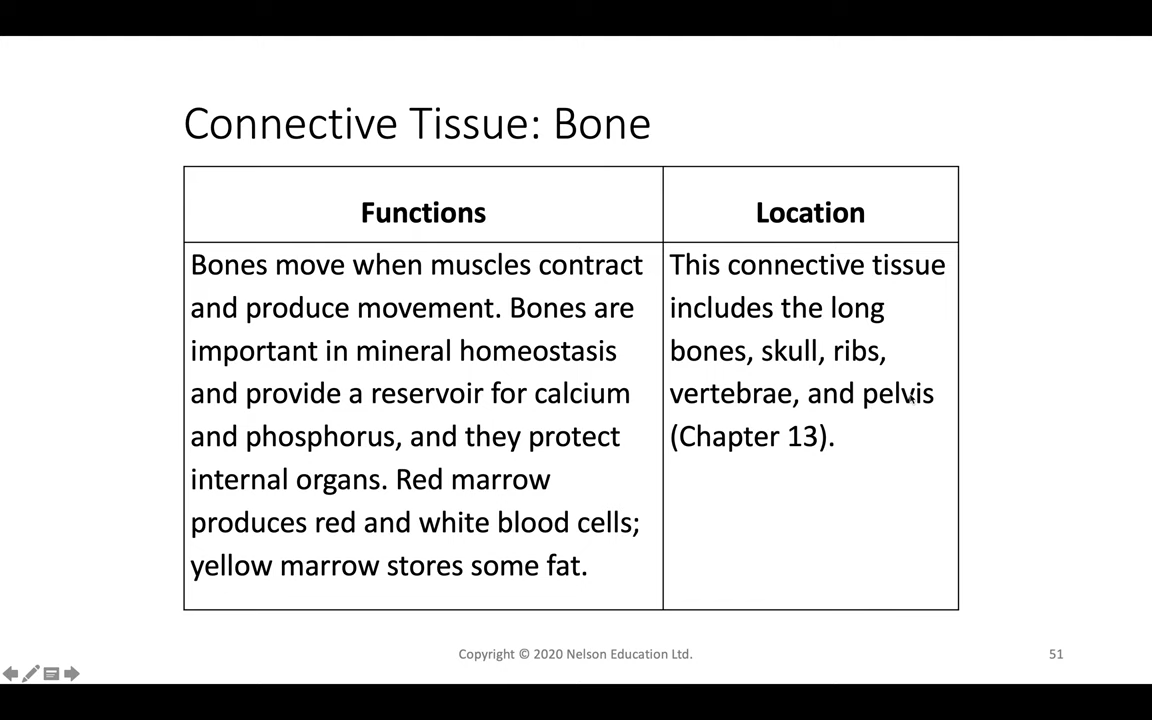 Connective Tissue: Bone
Functions
Bones move when muscles contract
and produce movement. Bones are
important in mineral homeostasis
and provide a reservoir for calcium
and phosphorus, and they protect
internal organs. Red marrow
produces red and white blood cells;
yellow marrow stores some fat.
Location
This connective tissue
includes the long
bones, skull, ribs,
vertebrae, and pelvis
(Chapter 13).
Copyright © 2020 Nelson Education Ltd.
51